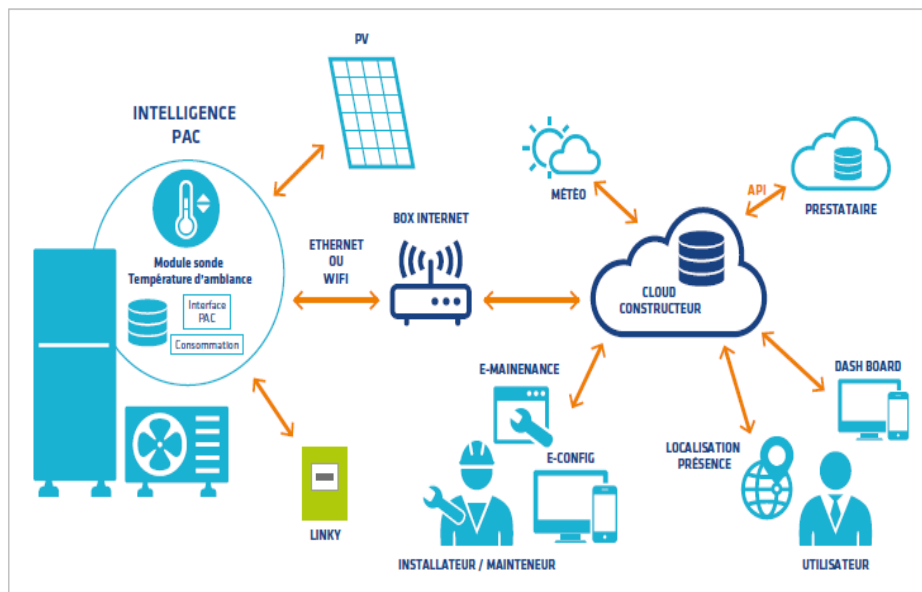 PV
INTELLIGENCE
PAC
Module sonde
Température d'ambiance
Interface
PAC
Consommation
ETHERNET
OU
WIFI
BOX INTERNET
LINKY
MÉTÉO
API
PRESTATAIRE
CLOUD
CONSTRUCTEUR
E-MAINENANCE
E-CONFIG
INSTALLATEUR / MAINTENEUR
LOCALISATION
PRÉSENCE
DASH BOARD
UTILISATEUR